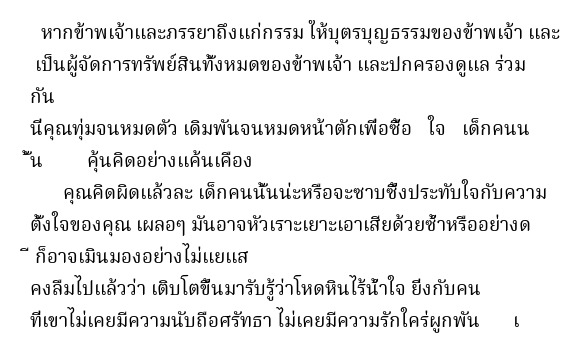 หากข้าพเจ้าและภรรยาถึงแก่กรรม ให้บุตรบุญธรรมของข้าพเจ้า และ
เป็นผู้จัดการทรัพย์สินทั้งหมดของข้าพเจ้า และปกครองดูแล ร่วม
กัน
นี่คุณทุ่มจนหมดตัว เดิมพันจนหมดหน้าตักเพื่อซื้อ ใจ เด็กคนน
ั้น คุ้นคิดอย่างแค้นเคือง
คุณคิดผิดแล้วละ เด็กคนนั้นน่ะหรือจะซาบซึ้งประทับใจกับความ
ตั้งใจของคุณ เผลอๆ มันอาจหัวเราะเยาะเอาเสียด้วยซ้ำหรืออย่างด
ี ก็อาจเมินมองอย่างไม่แยแส
คงลืมไปแล้วว่า เติบโตขึ้นมารับรู้ว่าโหดหินไร้น้ำใจ ยิ่งกับคน
ที่เขาไม่เคยมีความนับถือศรัทธา ไม่เคยมีความรักใคร่ผูกพัน เ